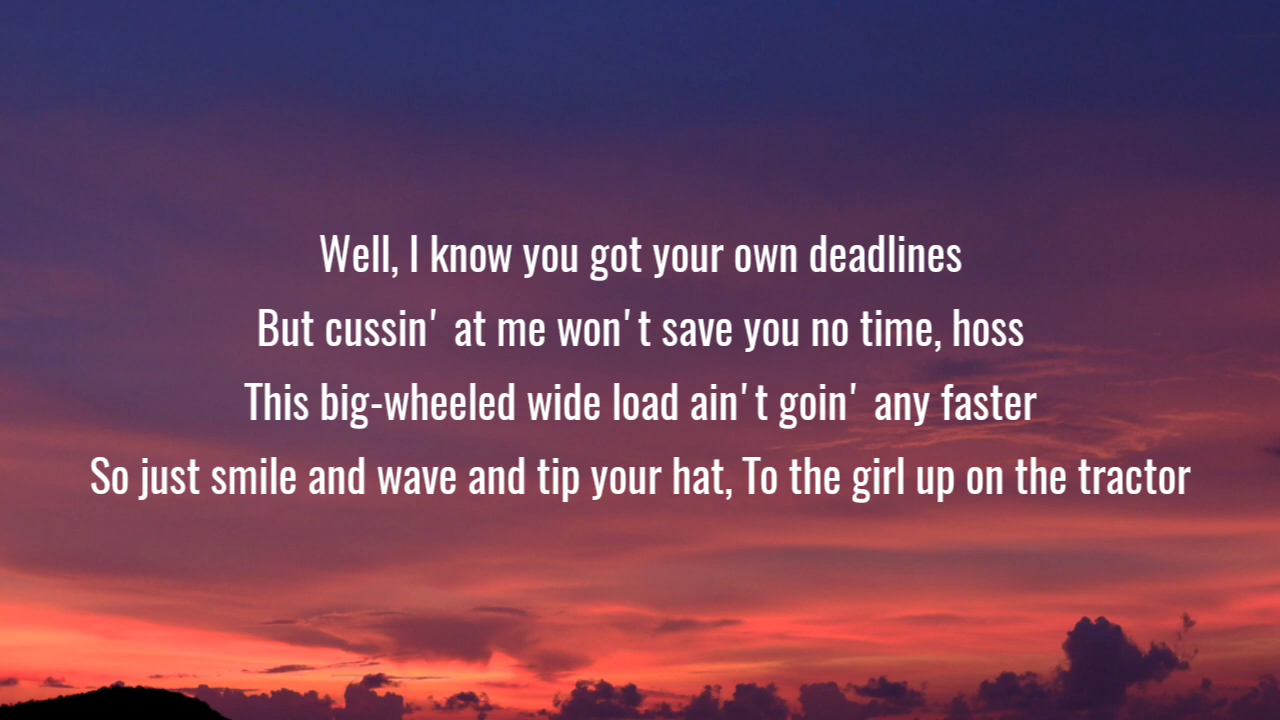 Well, I know you got your own deadlines
But cussin' at me won't save you no time, hoss
This big-wheeled wide load ain't goin' any faster
So just smile and wave and tip your hat, To the girl up on the tractor